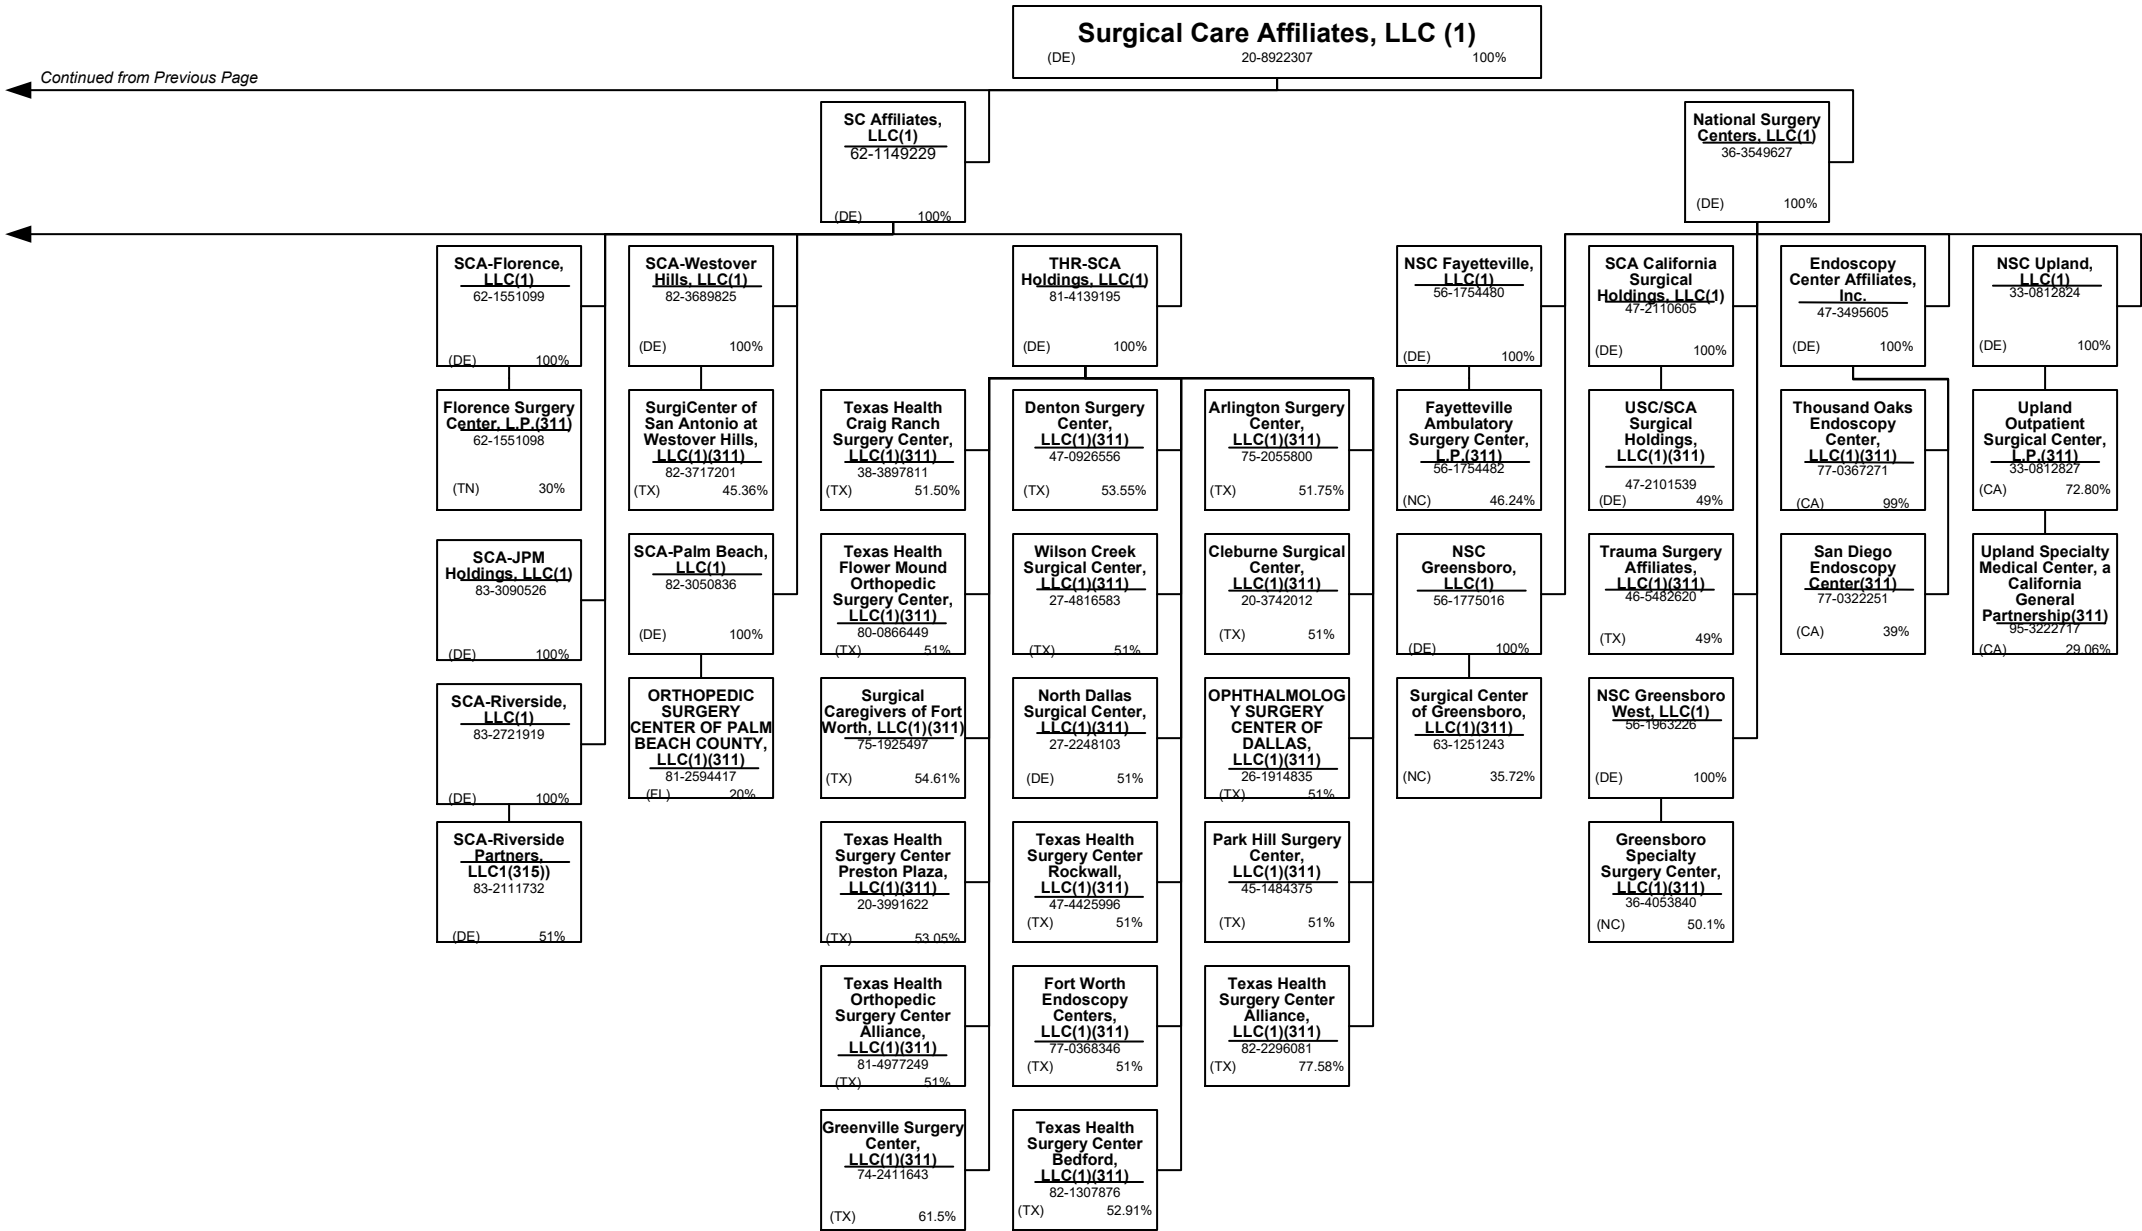 Surgical Care Affiliates, LLC (1)
(DE) 20-8922307 100%
Continued from Previous Page
SC Affiliates,
LLC(1)
62-1149229
(DE) 100%
National Surgery
Centers, LLC(1)
36-3549627
(DE) 100%
SCA-Florence,
LLC(1)
62-1551099
(DE) 100%
SCA-Westover
Hills, LLC(1)
82-3689825
(DE) 100%
THR-SCA
Holdings, LLC(1)
81-4139195
(DE) 100%
NSC Fayetteville,
LLC(1)
56-1754480
(DE) 100%
SCA California
Surgical
Holdings, LLC(1)
47-2110605
(DE) 100%
Endoscopy
Center Affiliates,
Inc.
47-3495605
(DE) 100%
NSC Upland,
LLC(1)
33-0812824
(DE) 100%
Florence Surgery
Center, L.P.(311)
62-1551098
(TN) 30%
SurgiCenter of
San Antonio at
Westover Hills,
LLC(1)(311)
82-3717201
(TX) 45.36%
Texas Health
Craig Ranch
Surgery Center,
LLC(1)(311)
38-3897811
(TX) 51.50%
Denton Surgery
Center,
LLC(1)(311)
47-0926556
(TX) 53.55%
Arlington Surgery
Center,
LLC(1)(311)
75-2055800
(TX) 51.75%
Fayetteville
Ambulatory
Surgery Center,
L.P.(311)
56-1754482
(NC) 46.24%
USC/SCA
Surgical
Holdings,
LLC(1)(311)
47-2101539
(DE) 49%
Thousand Oaks
Endoscopy
Center,
LLC(1)(311)
77-0367271
(CA) 99%
Upland
Outpatient
Surgical Center,
L.P.(311)
33-0812827
(CA) 72.80%
SCA-JPM
Holdings, LLC(1)
83-3090526
(DE) 100%
SCA-Palm Beach,
LLC(1)
82-3050836
(DE) 100%
Texas Health
Flower Mound
Orthopedic
Surgery Center,
LLC(1)(311)
80-0866449
(TX) 51%
Wilson Creek
Surgical Center,
LLC(1)(311)
27-4816583
(TX) 51%
Cleburne Surgical
Center,
LLC(1)(311)
20-3742012
(TX) 51%
NSC
Greensboro,
LLC(1)
56-1775016
(DE) 100%
Trauma Surgery
Affiliates,
LLC(1)(311)
46-5482620
(TX) 49%
San Diego
Endoscopy
Center(311)
77-0322251
(CA) 39%
Upland Specialty
Medical Center, a
California
General
Partnership(311)
95-3222717
(CA) 29.06%
SCA-Riverside,
LLC(1)
83-2721919
(DE) 100%
ORTHOPEDIC
SURGERY
CENTER OF PALM
BEACH COUNTY,
LLC(1)(311)
81-2594417
(FL) 20%
Surgical
Caregivers of Fort
Worth, LLC(1)(311)
75-1925497
(TX) 54.61%
North Dallas
Surgical Center,
LLC(1)(311)
27-2248103
(DE) 51%
OPHTHALMOLOG
Y SURGERY
CENTER OF
DALLAS,
LLC(1)(311)
26-1914835
(TX) 51%
Surgical Center
of Greensboro,
LLC(1)(311)
63-1251243
(NC) 35.72%
NSC Greensboro
West, LLC(1)
56-1963226
(DE) 100%
SCA-Riverside
Partners,
LLC1(315))
83-2111732
(DE) 51%
Texas Health
Surgery Center
Preston Plaza,
LLC(1)(311)
20-3991622
(TX) 53.05%
Texas Health
Surgery Center
Rockwall,
LLC(1)(311)
47-4425996
(TX) 51%
Park Hill Surgery
Center,
LLC(1)(311)
45-1484375
(TX) 51%
Greensboro
Specialty
Surgery Center,
LLC(1)(311)
36-4053840
(NC) 50.1%
Texas Health
Orthopedic
Surgery Center
Alliance,
LLC(1)(311)
81-4977249
(TX) 51%
Fort Worth
Endoscopy
Centers,
LLC(1)(311)
77-0368346
(TX) 51%
Texas Health
Surgery Center
Alliance,
LLC(1)(311)
82-2296081
(TX) 77.58%
Greenville Surgery
Center,
LLC(1)(311)
74-2411643
(TX) 61.5%
Texas Health
Surgery Center
Bedford,
LLC(1)(311)
82-1307876
(TX) 52.91%